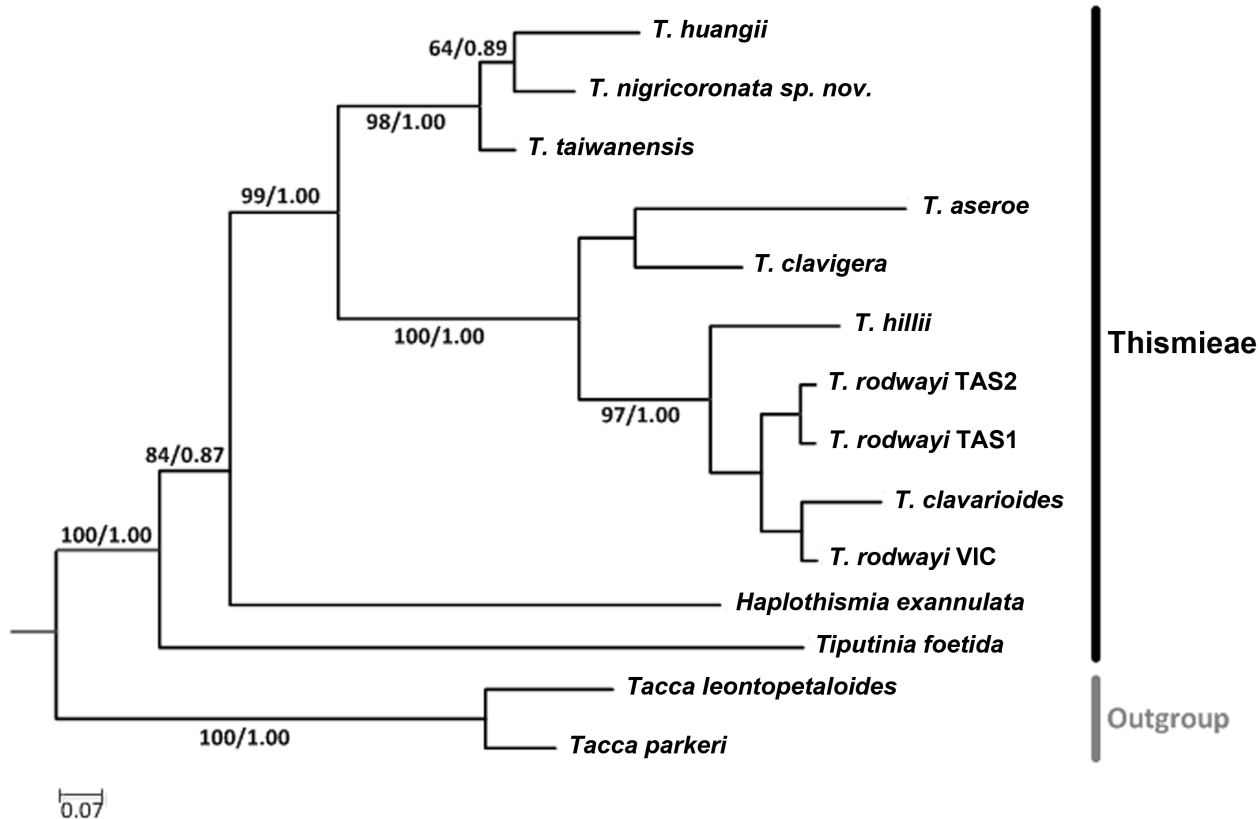 T. huangii
64/0.89
T. nigricoronata sp. nov.
98/1.00
T. taiwanensis
99/1.00
T. aseroe
T. clavigera
T. hillii
100/1.00
Thismieae
T. rodwayi TAS2
97/1.00
T. rodwayi TAS1
84/0.87
T. clavarioides
100/1.00
T. rodwayi VIC
Haplothismia exannulata
Tiputinia foetida
Tacca leontopetaloides
Outgroup
100/1.00
Tacca parkeri
0.07